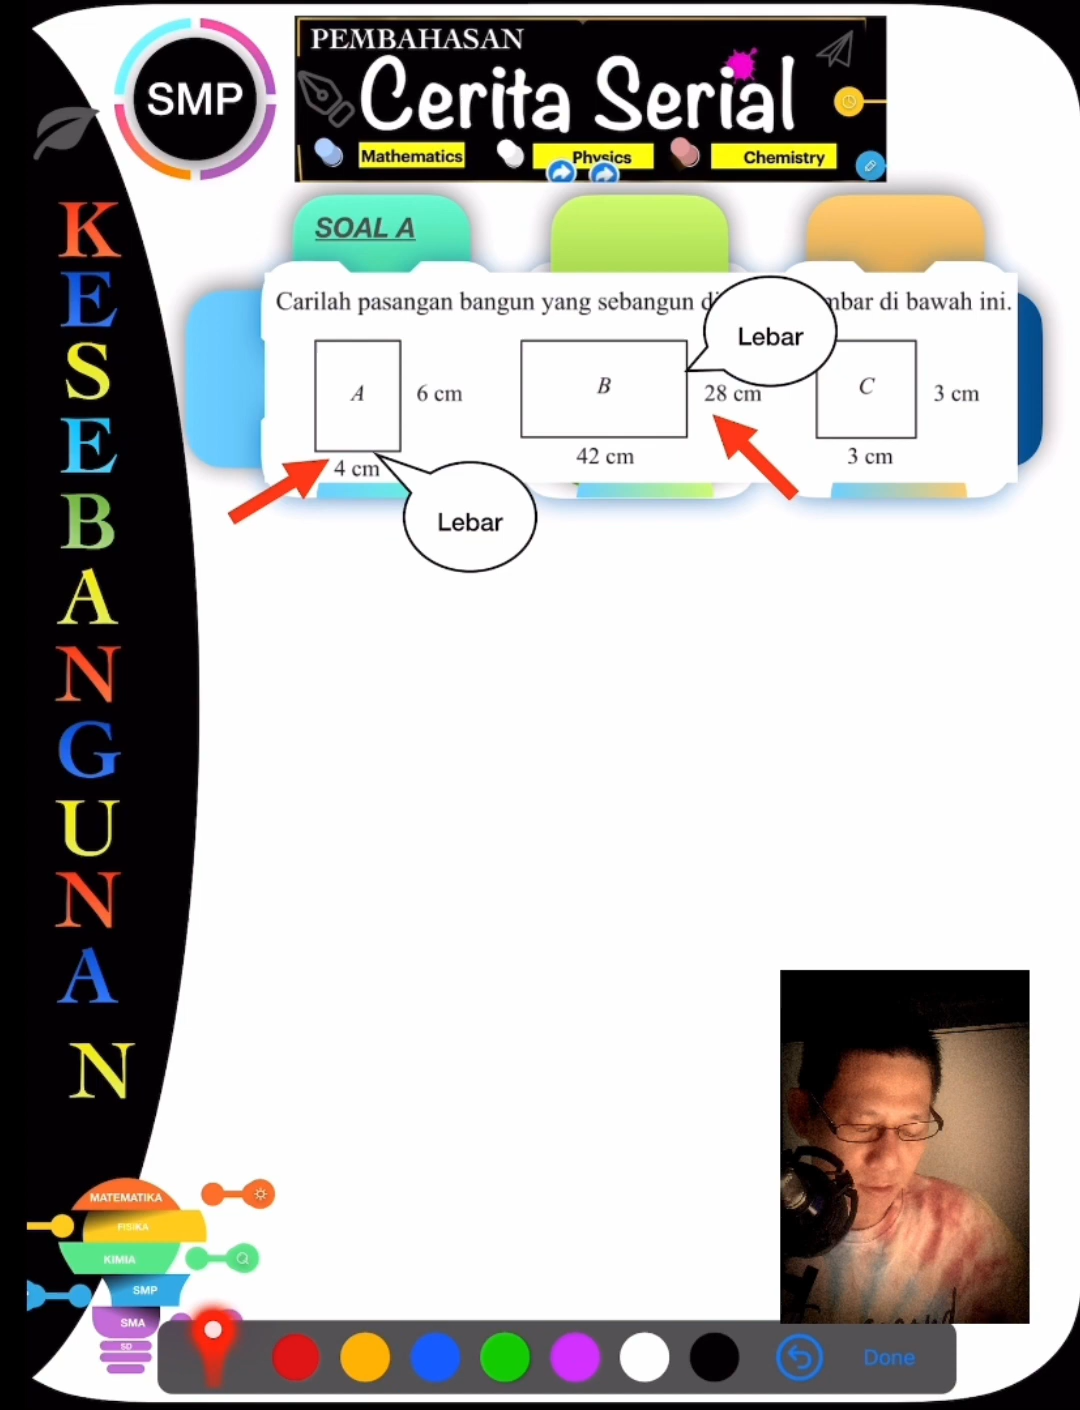 SMP
PEMBAHASAN
Cerita Serial
Mathematics
Physics
Chemistry
KESEBANGUNAN
SOAL A
Carilah pasangan bangun yang sebangun di bawah ini.
Lebar
A
6 cm
4 cm
B
28 cm
42 cm
C
3 cm
3 cm
Lebar
MATEMATIKA
FISIKA
KIMIA
SMP
SMA
SD
Done